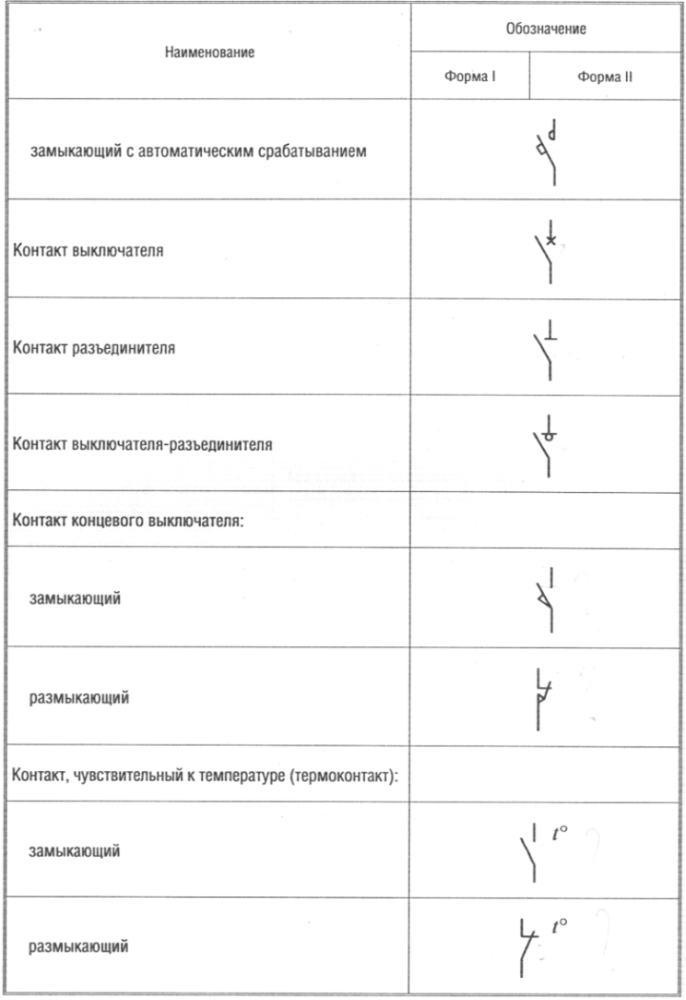 Наименование
Обозначение
Форма I
Форма II
замыкающий с автоматическим срабатыванием
Контакт выключателя
Контакт разъединителя
Контакт выключателя-разъединителя
Контакт концевого выключателя:
замыкающий
размыкающий
Контакт, чувствительный к температуре (термоконтакт):
замыкающий
t°
размыкающий
t°